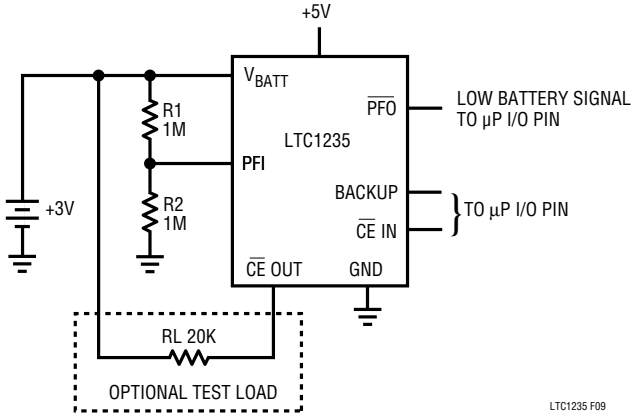 +5V
V_BATT
R1
1M
PFO
LOW BATTERY SIGNAL
TO µP I/O PIN
LTC1235
PFI
+3V
R2
1M
BACKUP
CE IN
TO µP I/O PIN
CE OUT
GND
RL 20K
OPTIONAL TEST LOAD
LTC1235 F09